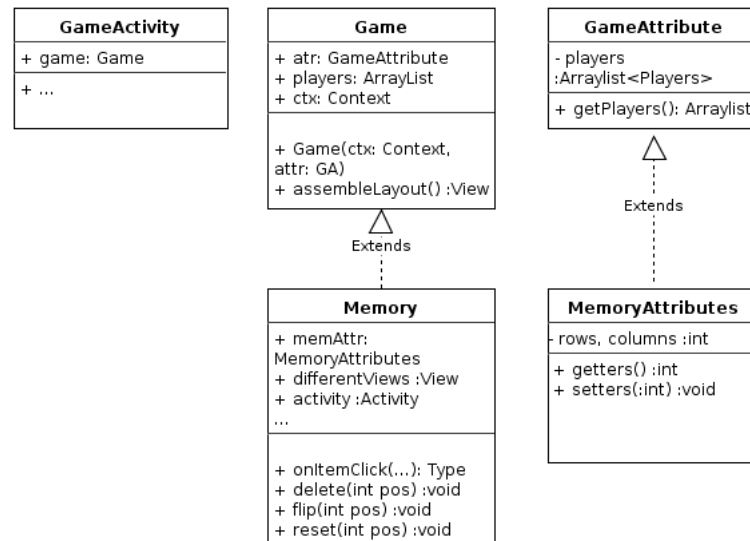 GameActivity
+ game: Game
+ ...
Game
+ atr: GameAttribute
+ players: ArrayList
+ ctx: Context
+ Game(ctx: Context,
attr: GA)
+ assembleLayout() :View
GameAttribute
- players
:Arraylist<Players>
+ getPlayers(): Arraylist
Extends
Extends
Memory
+ memAttr:
MemoryAttributes
+ differentViews :View
+ activity :Activity
...
+ onItemClick(...): Type
+ delete(int pos) :void
+ flip(int pos) :void
+ reset(int pos) :void
MemoryAttributes
- rows, columns :int
+ getters() :int
+ setters(:int) :void